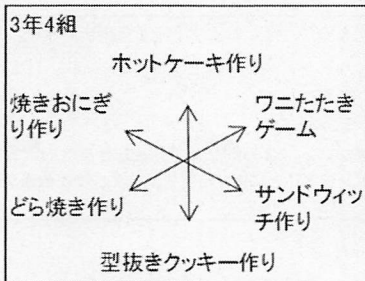 3年4組
ホットケーキ作り
焼きおにぎ
り作り
ワニたたき
ゲーム
どら焼き作り
サンドウィッ
チ作り
型抜きクッキー作り